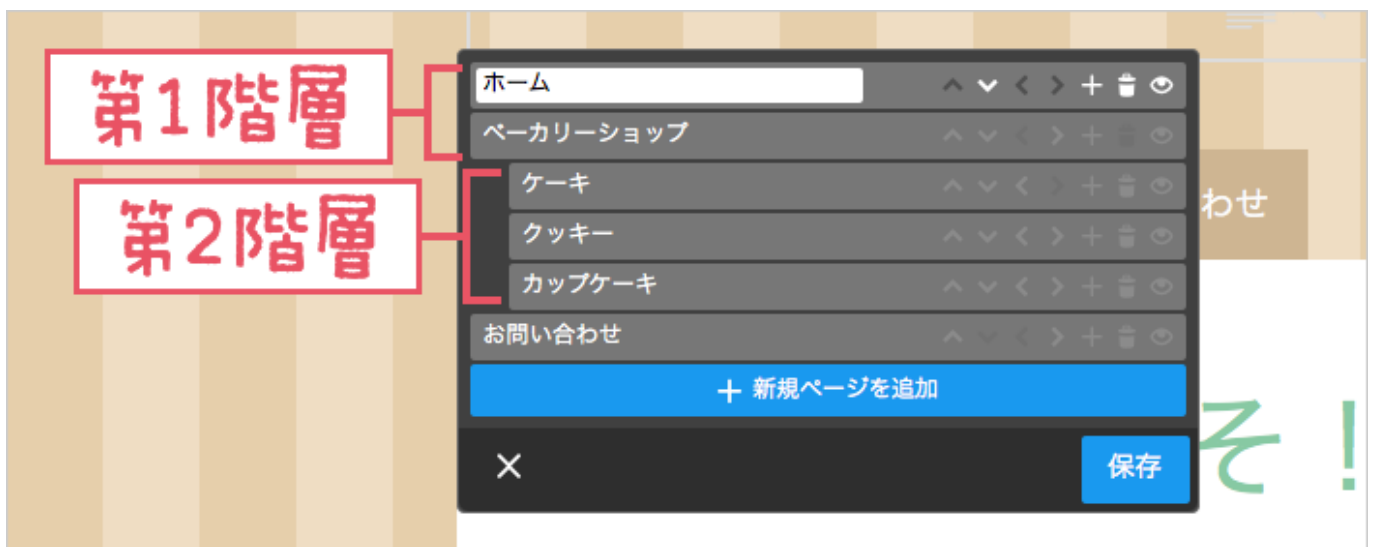 第1階層
ホーム
ベーカリーショップ
第2階層
ケーキ
クッキー
カップケーキ
お問い合わせ
＋ 新規ページを追加
保存
わせ
そ！